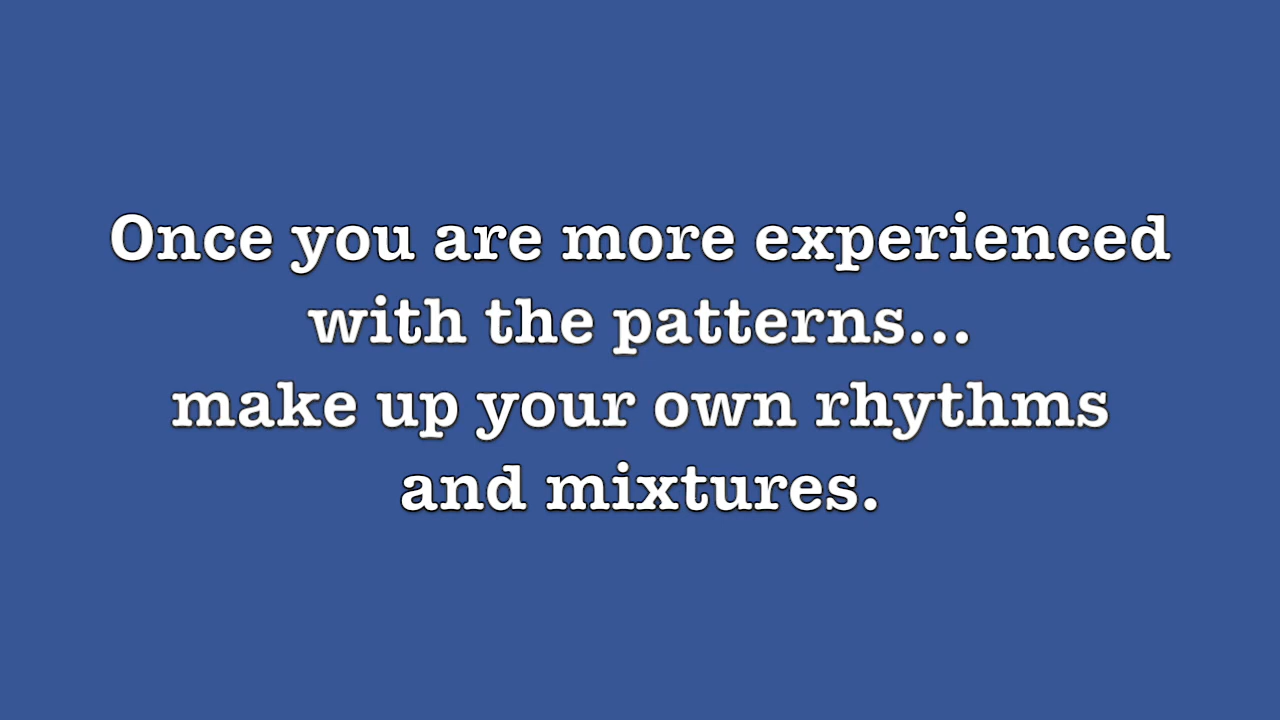 Once you are more experienced
with the patterns...
make up your own rhythms
and mixtures.